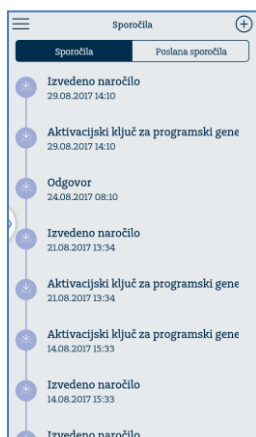 Sporočila
Sporočila
Poslana sporočila
Izvedeno naročilo
29.08.2017 14:10
Aktivacijski ključ za programski gene
29.08.2017 14:10
Odgovor
24.08.2017 08:10
Izvedeno naročilo
21.08.2017 13:34
Aktivacijski ključ za programski gene
21.08.2017 13:34
Aktivacijski ključ za programski gene
14.08.2017 15:33
Izvedeno naročilo
14.08.2017 15:33
Izvedeno naročilo